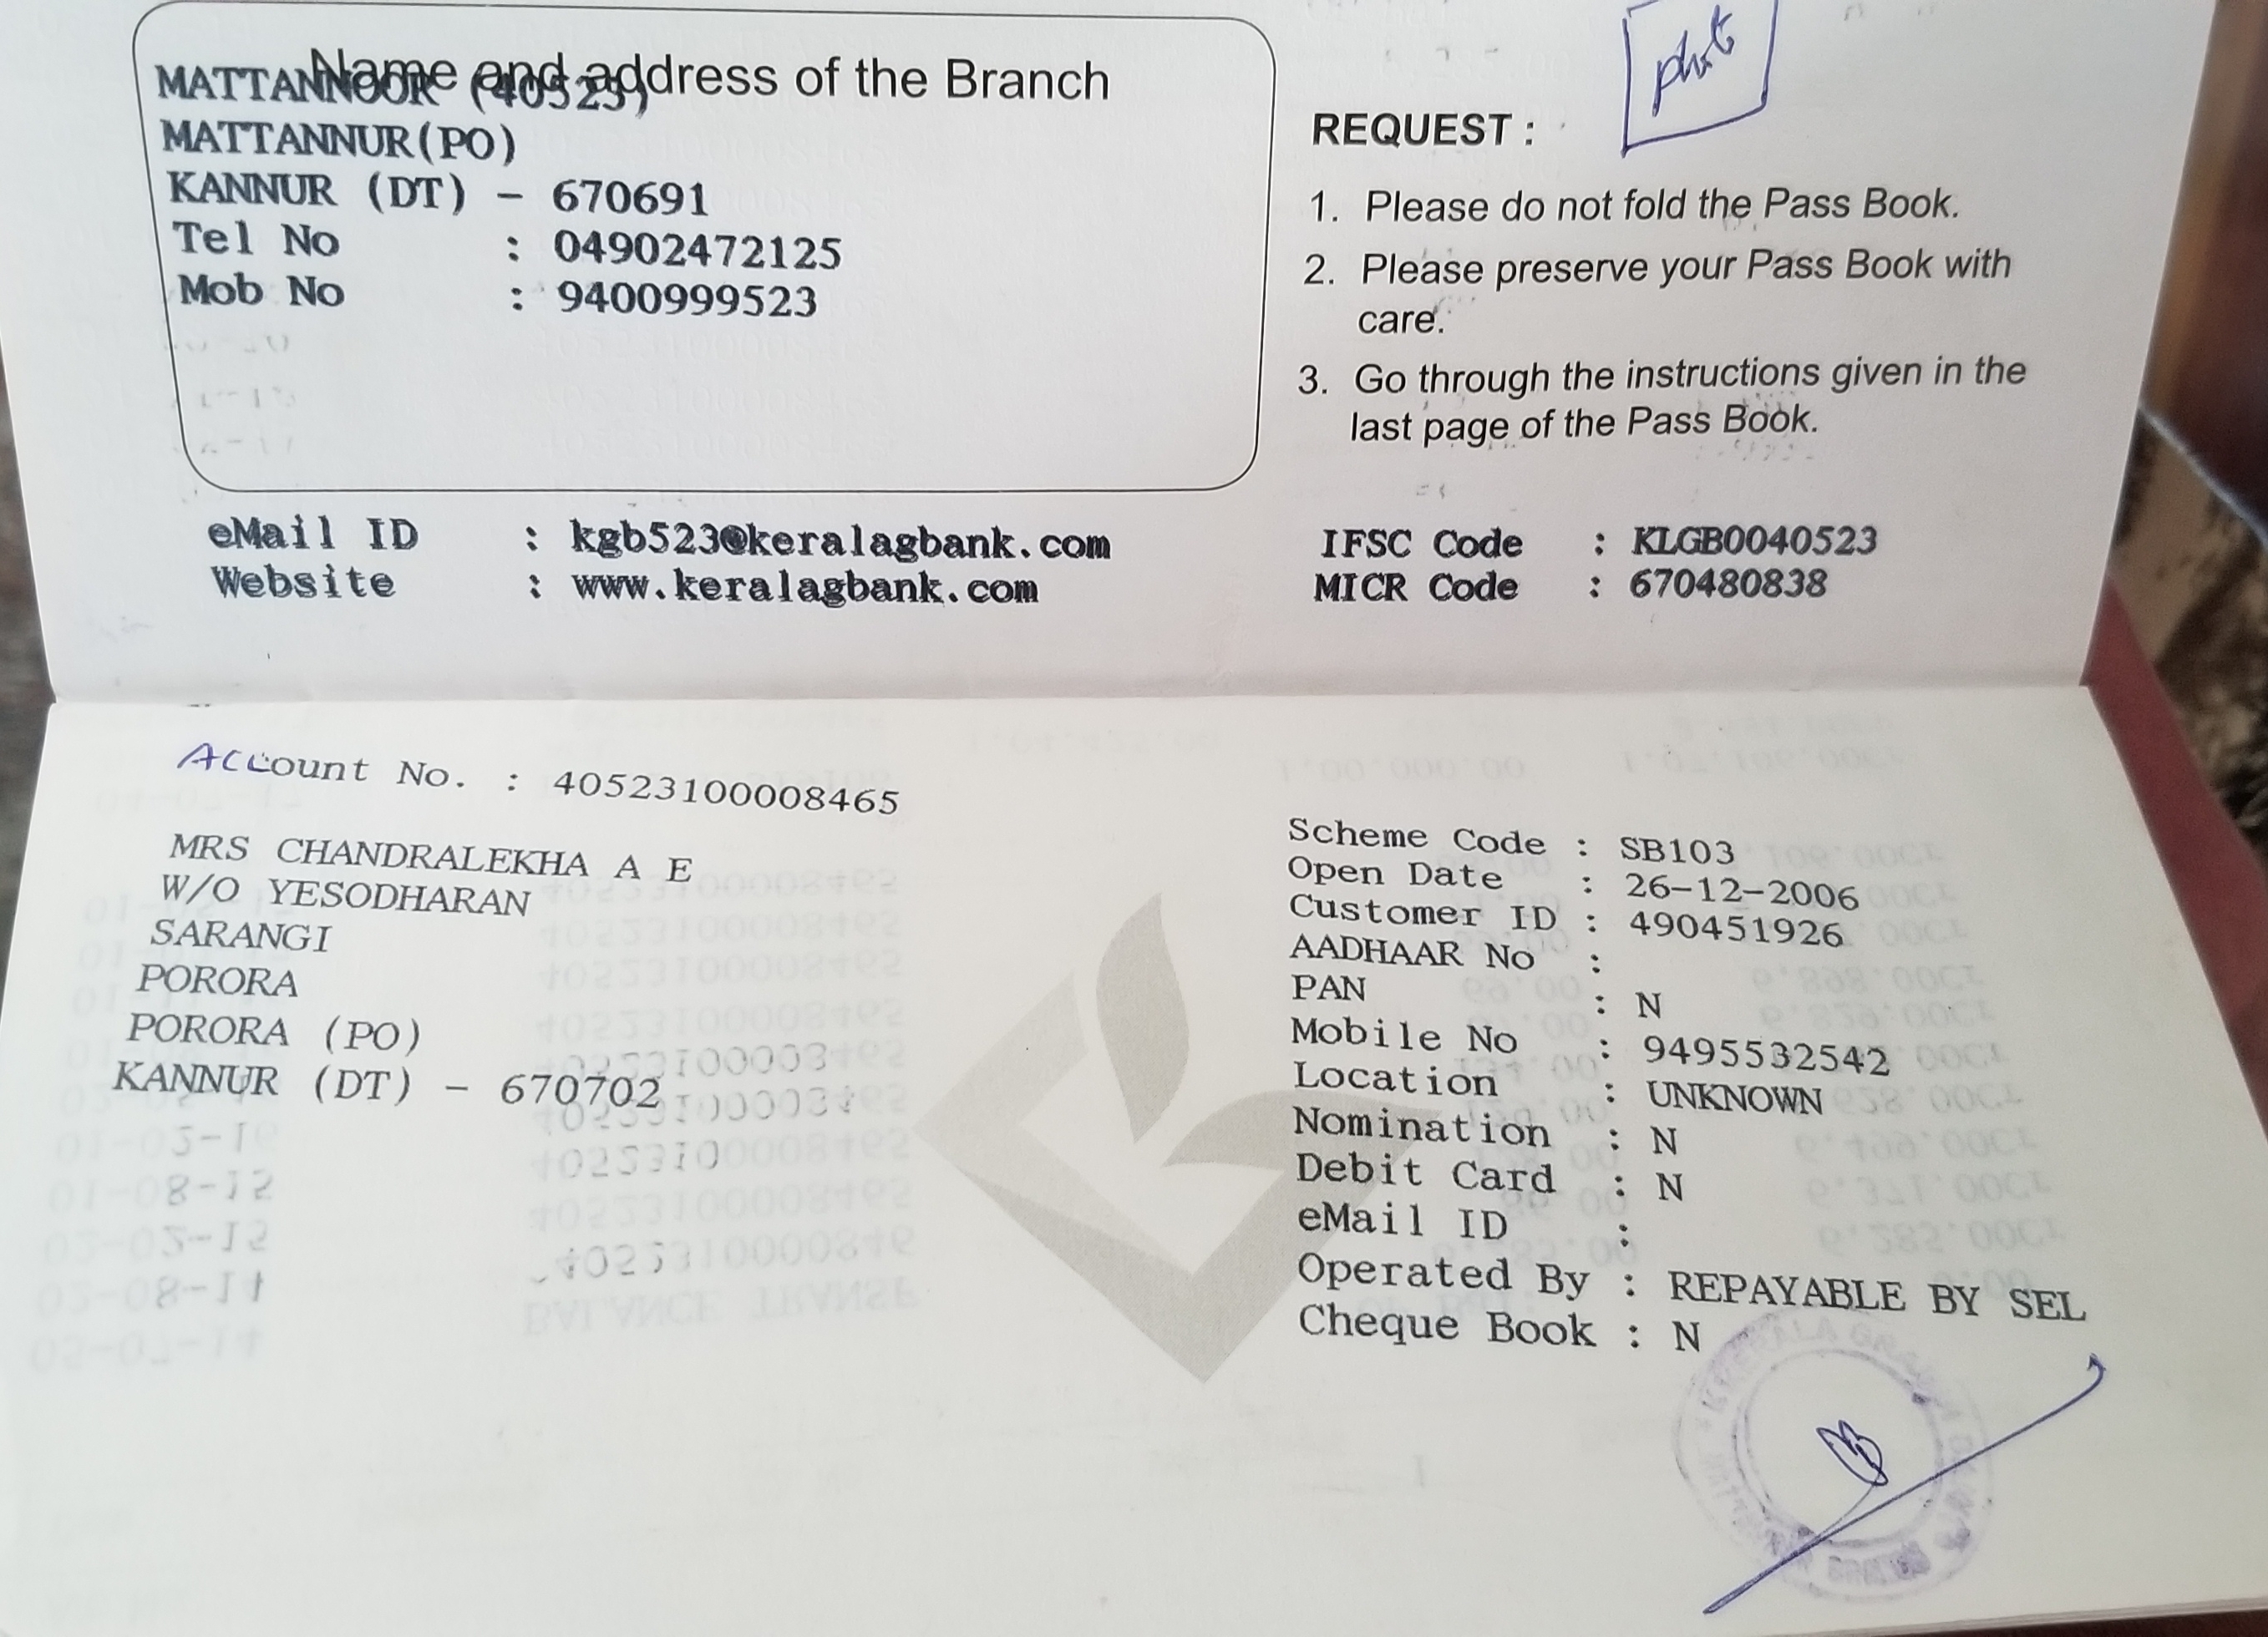 Name and address of the Branch
MATTANNOOR (40523)
MATTANNUR(PO)
KANNUR (DT) - 670691
Tel No : 04902472125
Mob No : 9400999523
REQUEST :
1. Please do not fold the Pass Book.
2. Please preserve your Pass Book with
care.
3. Go through the instructions given in the
last page of the Pass Book.
eMail ID : kgb523@keralagbank.com
Website : www.keralagbank.com
IFSC Code : KLGB0040523
MICR Code : 670480838
Account No. : 40523100008465
MRS CHANDRALEKHA A E
W/O YESODHARAN
SARANGI
PORORA
PORORA (PO)
KANNUR (DT) - 670702
Scheme Code : SB103
Open Date : 26-12-2006
Customer ID : 490451926
AADHAAR No :
PAN : N
Mobile No : 9495532542
Location : UNKNOWN
Nomination : N
Debit Card : N
eMail ID :
Operated By : REPAYABLE BY SEL
Cheque Book : N